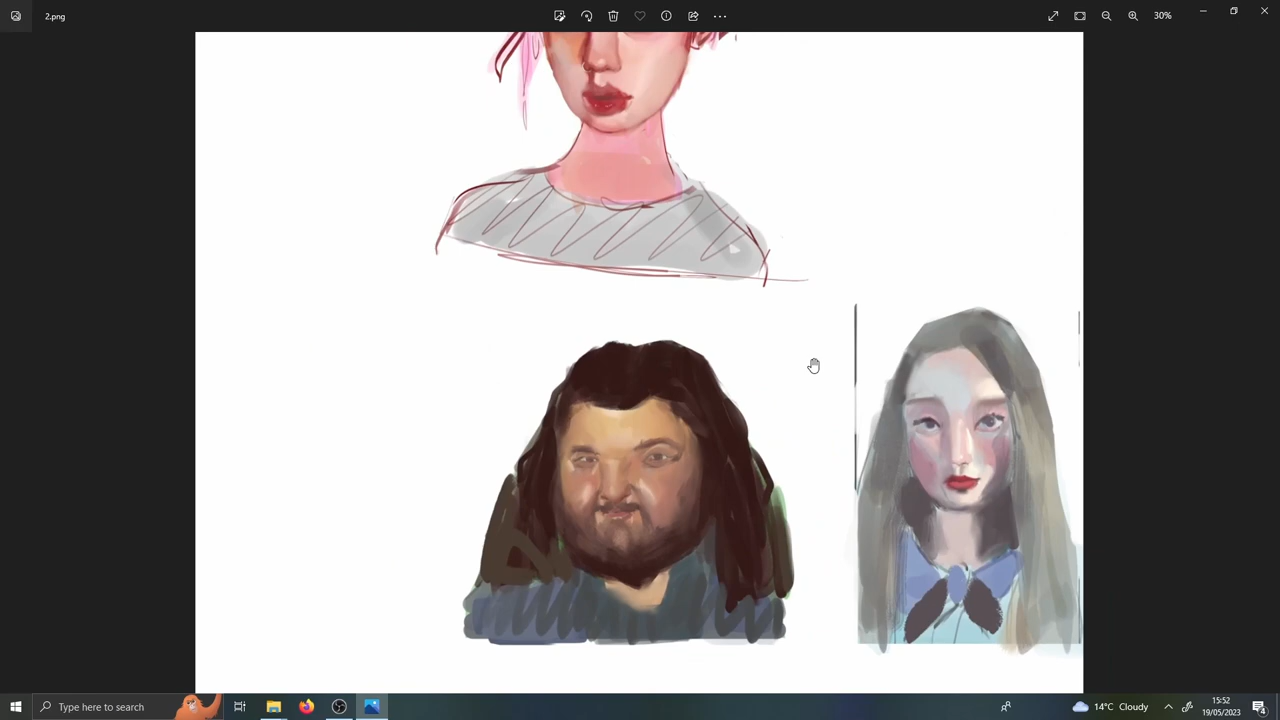 2.png
30%
Type here to search
14°C Cloudy
15:52
19/05/2023